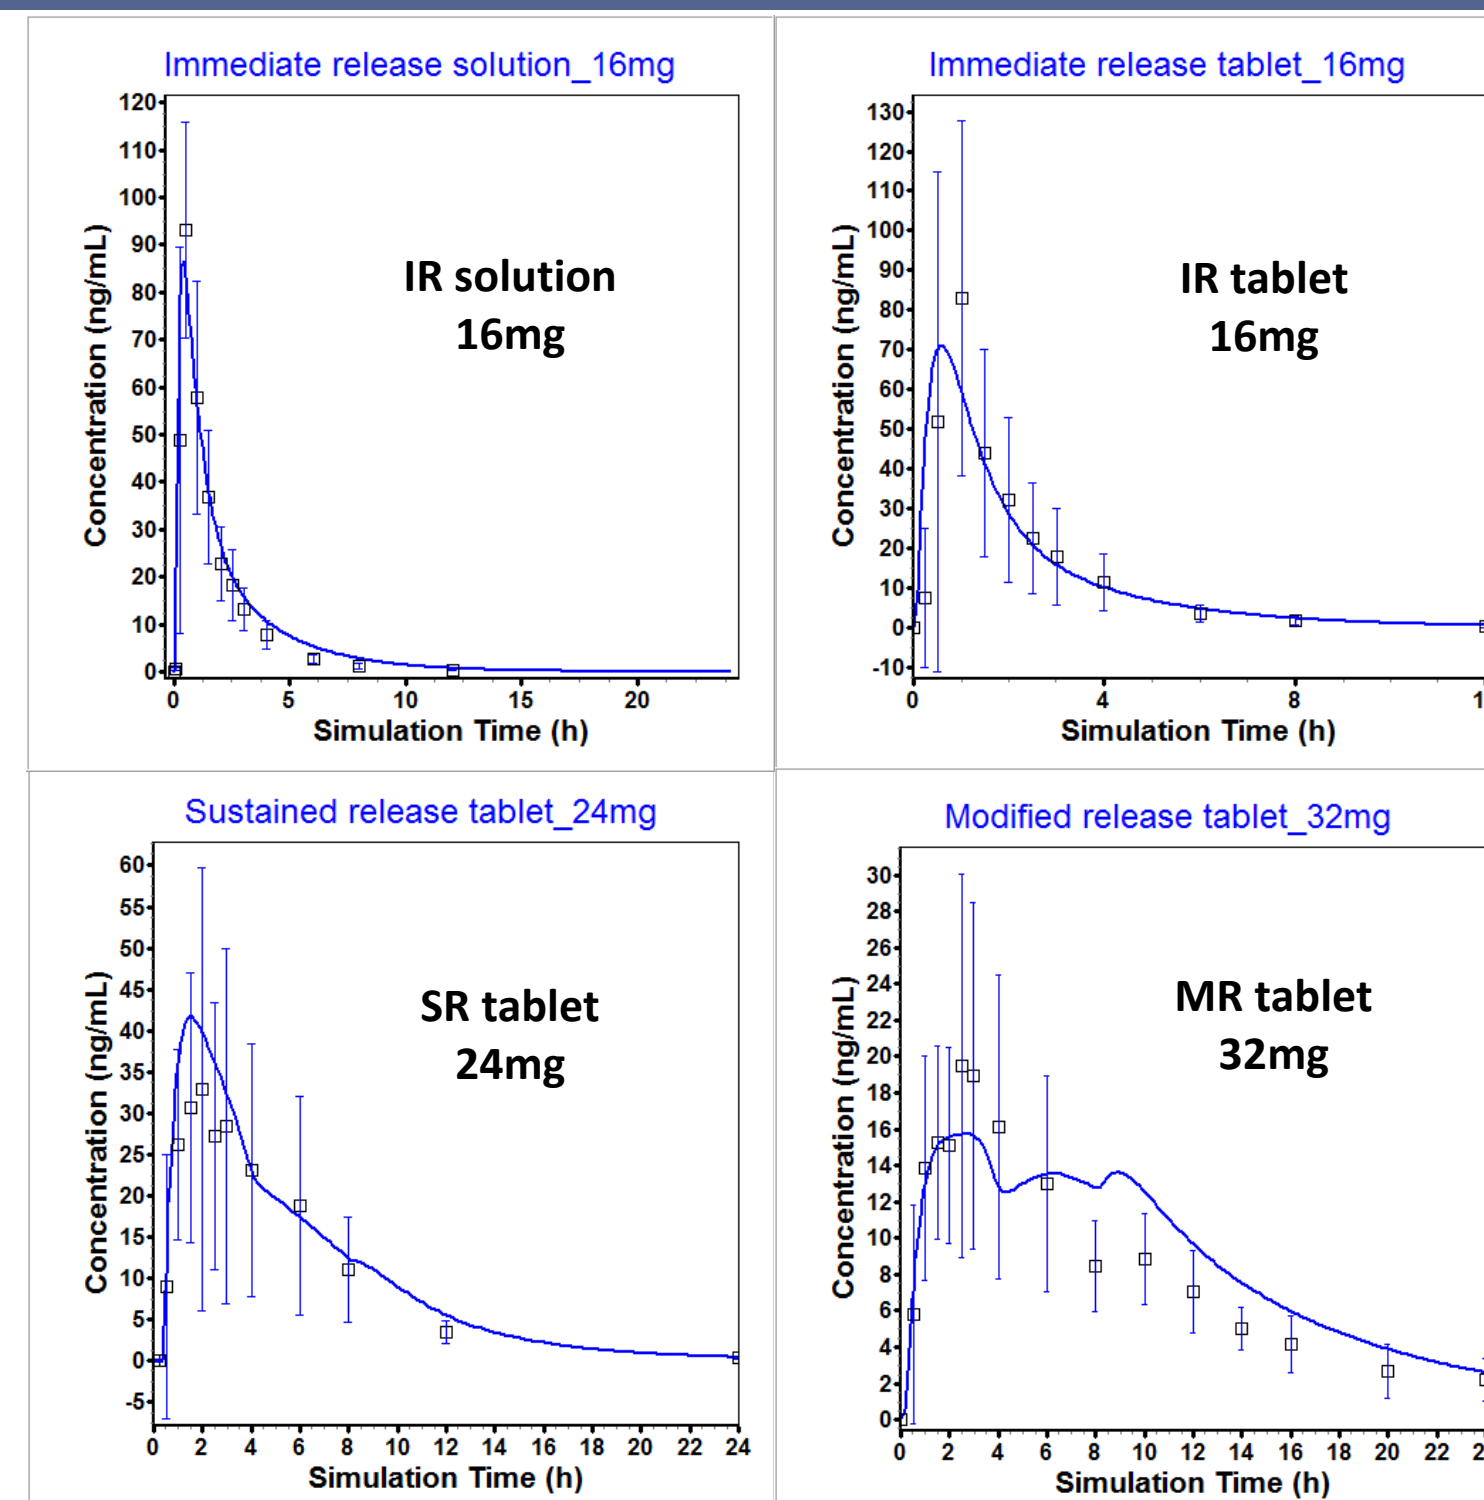 Immediate release solution_16mg
120
110
100
90
80
70
60
50
40
30
20
10
0
Concentration (ng/mL)
IR solution
16mg
0 5 10 15 20
Simulation Time (h)
Immediate release tablet_16mg
130
120
110
100
90
80
70
60
50
40
30
20
10
0
-10
Concentration (ng/mL)
IR tablet
16mg
0 4 8 1
Simulation Time (h)
Sustained release tablet_24mg
60
55
50
45
40
35
30
25
20
15
10
5
0
-5
Concentration (ng/mL)
SR tablet
24mg
0 2 4 6 8 10 12 14 16 18 20 22 24
Simulation Time (h)
Modified release tablet_32mg
30
28
26
24
22
20
18
16
14
12
10
8
6
4
2
0
Concentration (ng/mL)
MR tablet
32mg
0 2 4 6 8 10 12 14 16 18 20 22 2
Simulation Time (h)